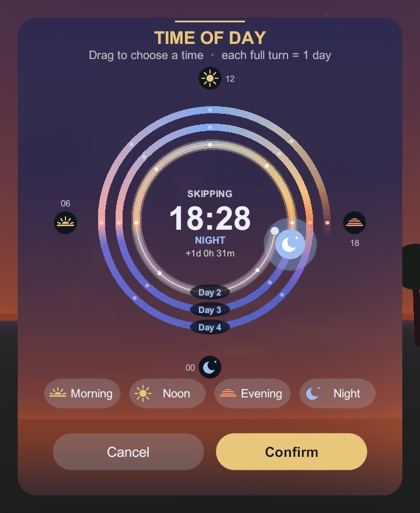 TIME OF DAY
Drag to choose a time · each full turn = 1 day
12
06
SKIPPING
18:28
NIGHT
+1d 0h 31m
18
Day 2
Day 3
Day 4
00
Morning Noon Evening Night
Cancel Confirm